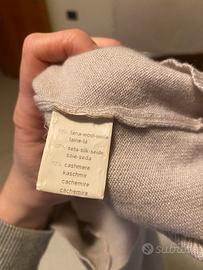 lana-wool-wolle
laine-lã
seta-silk-seide
soie-seda
cashmere
kaschmir
cachemire
cachemira
subito